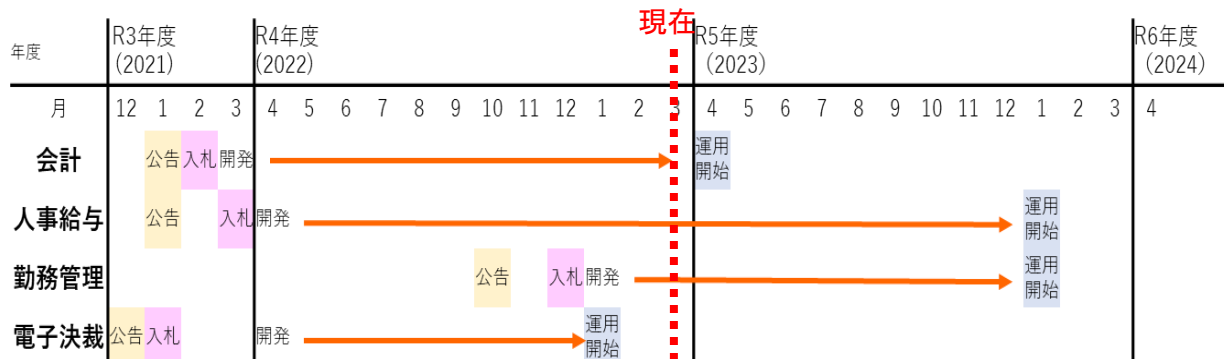 現在
年度
R3年度
(2021)
R4年度
(2022)
R5年度
(2023)
R6年度
(2024)
月 12 1 2 3 4 5 6 7 8 9 10 11 12 1 2 3 4 5 6 7 8 9 10 11 12 1 2 3 4
会計 公告 入札 開発 運用
開始
人事給与 公告 入札 開発 運用
開始
勤務管理 公告 入札 開発 運用
開始
電子決裁 公告 入札 開発 運用
開始